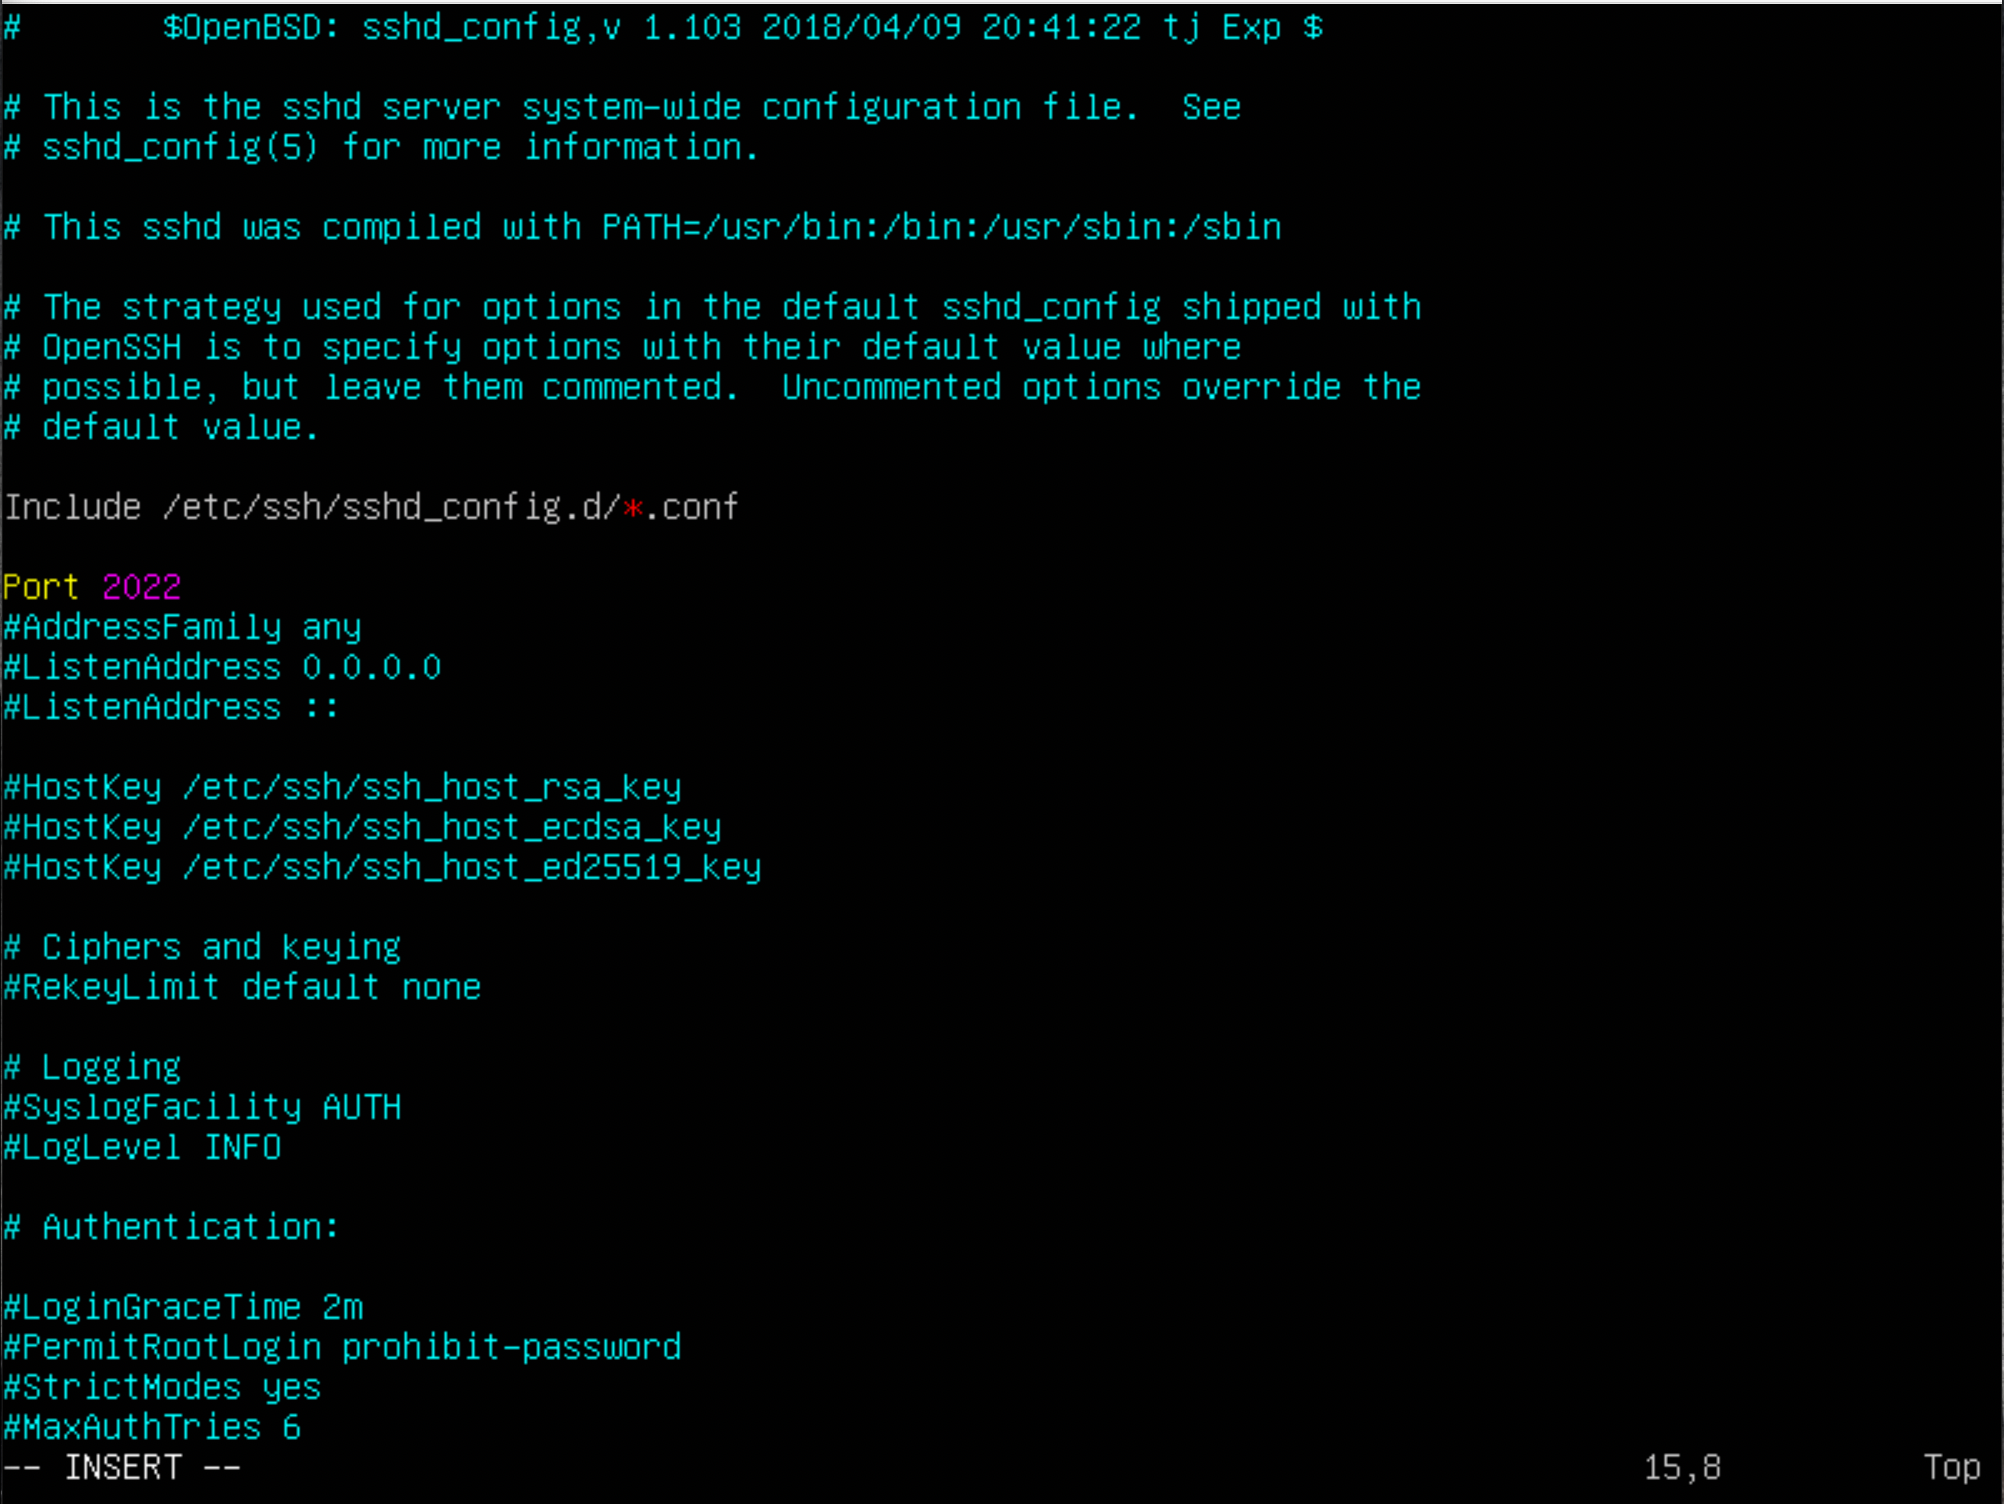 #       $OpenBSD: sshd_config,v 1.103 2018/04/09 20:41:22 tj Exp $
# This is the sshd server system-wide configuration file.  See
# sshd_config(5) for more information.
# This sshd was compiled with PATH=/usr/bin:/bin:/usr/sbin:/sbin
# The strategy used for options in the default sshd_config shipped with
# OpenSSH is to specify options with their default value where
# possible, but leave them commented.  Uncommented options override the
# default value.
Include /etc/ssh/sshd_config.d/*.conf
Port 2022
#AddressFamily any
#ListenAddress 0.0.0.0
#ListenAddress ::
#HostKey /etc/ssh/ssh_host_rsa_key
#HostKey /etc/ssh/ssh_host_ecdsa_key
#HostKey /etc/ssh/ssh_host_ed25519_key
# Ciphers and keying
#RekeyLimit default none
# Logging
#SyslogFacility AUTH
#LogLevel INFO
# Authentication:
#LoginGraceTime 2m
#PermitRootLogin prohibit-password
#StrictModes yes
#MaxAuthTries 6
-- INSERT --                    15,8          Top